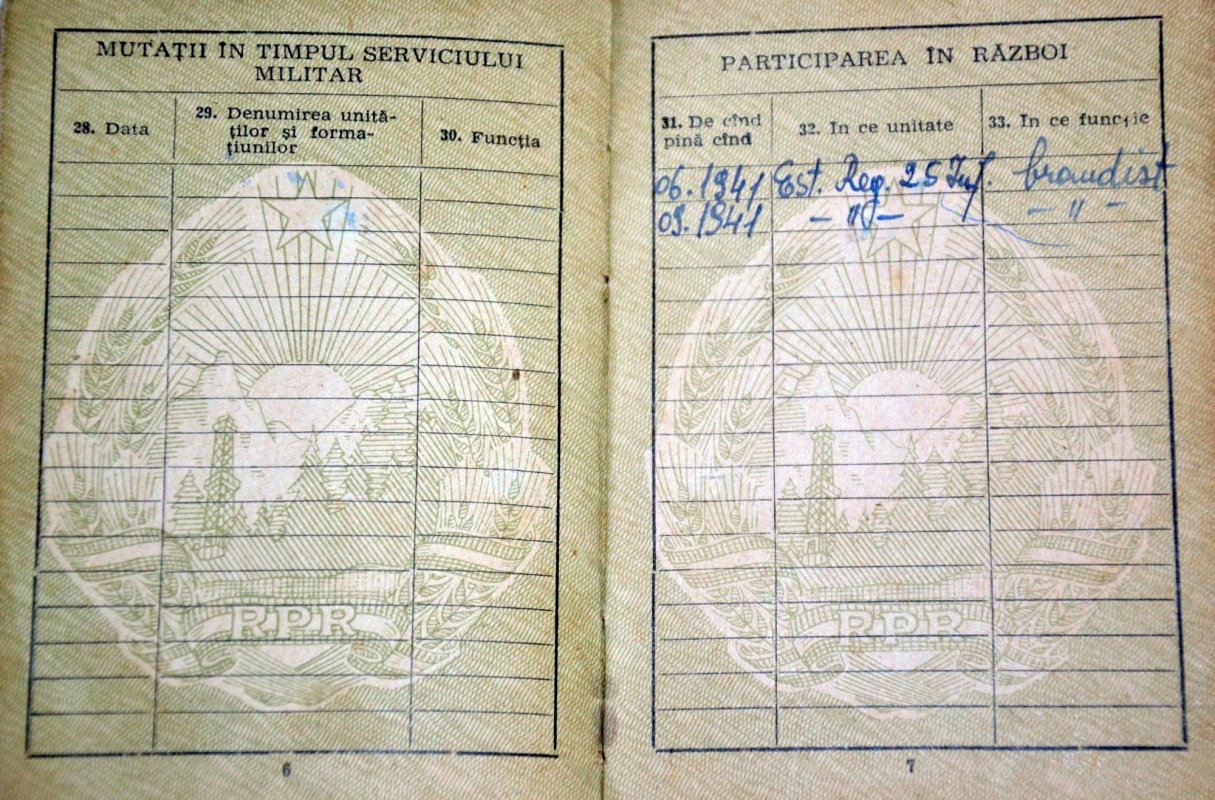 MUTAȚII ÎN TIMPUL SERVICIULUI
MILITAR
28. Data
29. Denumirea unită-
ților și forma-
țiunilor
30. Funcția
RPR
6
PARTICIPAREA ÎN RĂZBOI
31. De cînd
pină cînd
32. In ce unitate
33. In ce funcție
06.1941 Est. Reg. 25 Inf. brandist
09.1941 – " – – " –
RPR
7